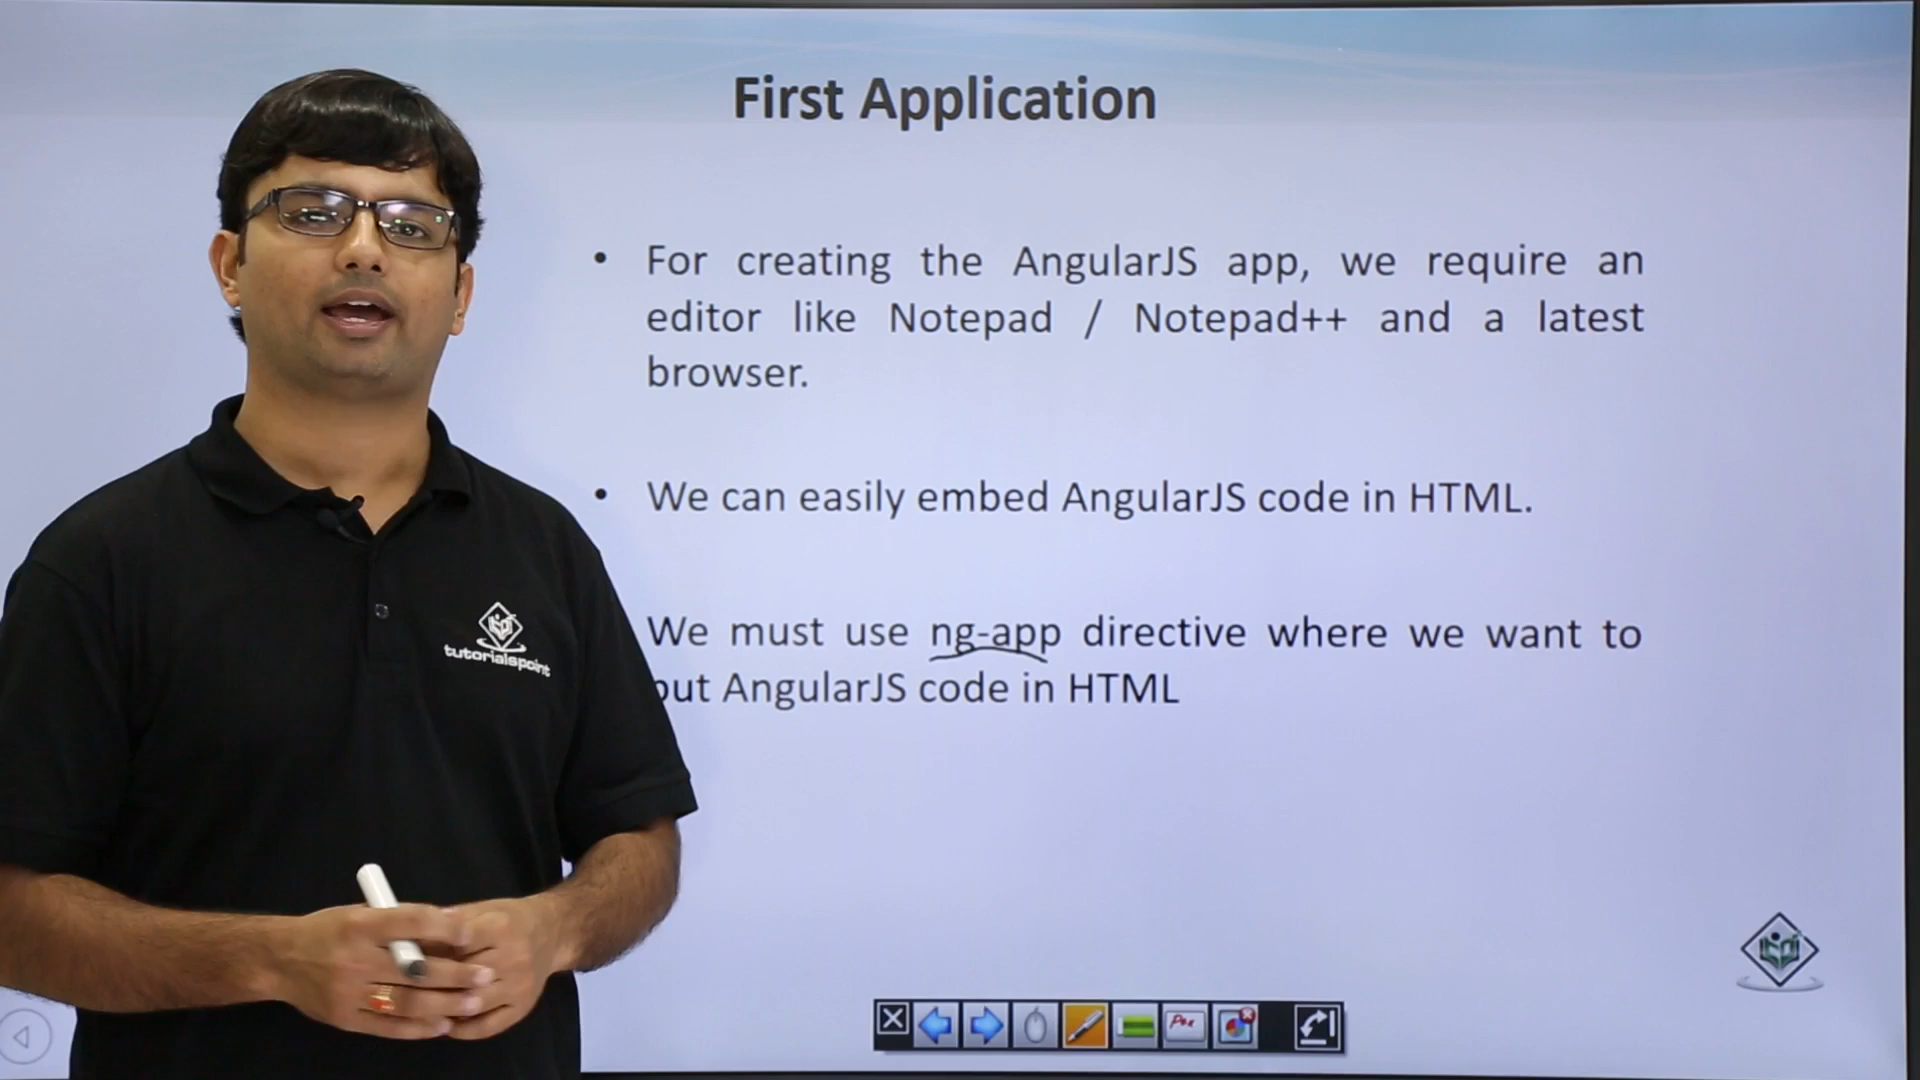 First Application
• For creating the AngularJS app, we require an
editor like Notepad / Notepad++ and a latest
browser.
• We can easily embed AngularJS code in HTML.
We must use ng-app directive where we want to
put AngularJS code in HTML
tutorialspoint